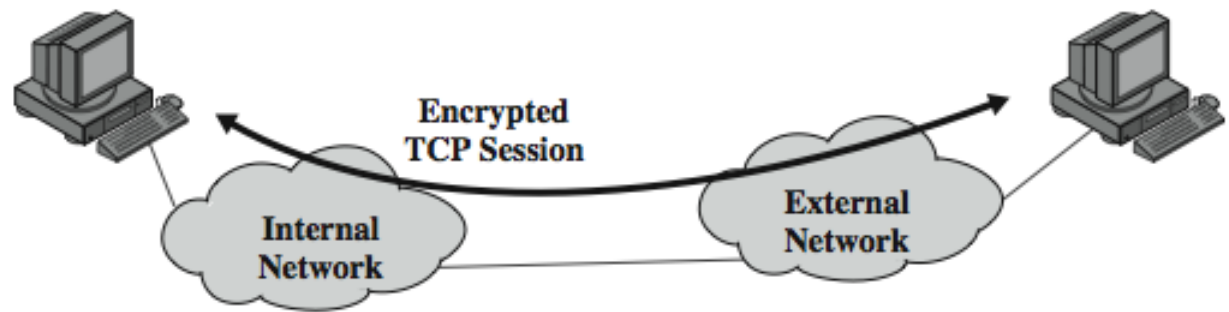 Encrypted
TCP Session
Internal
Network
External
Network